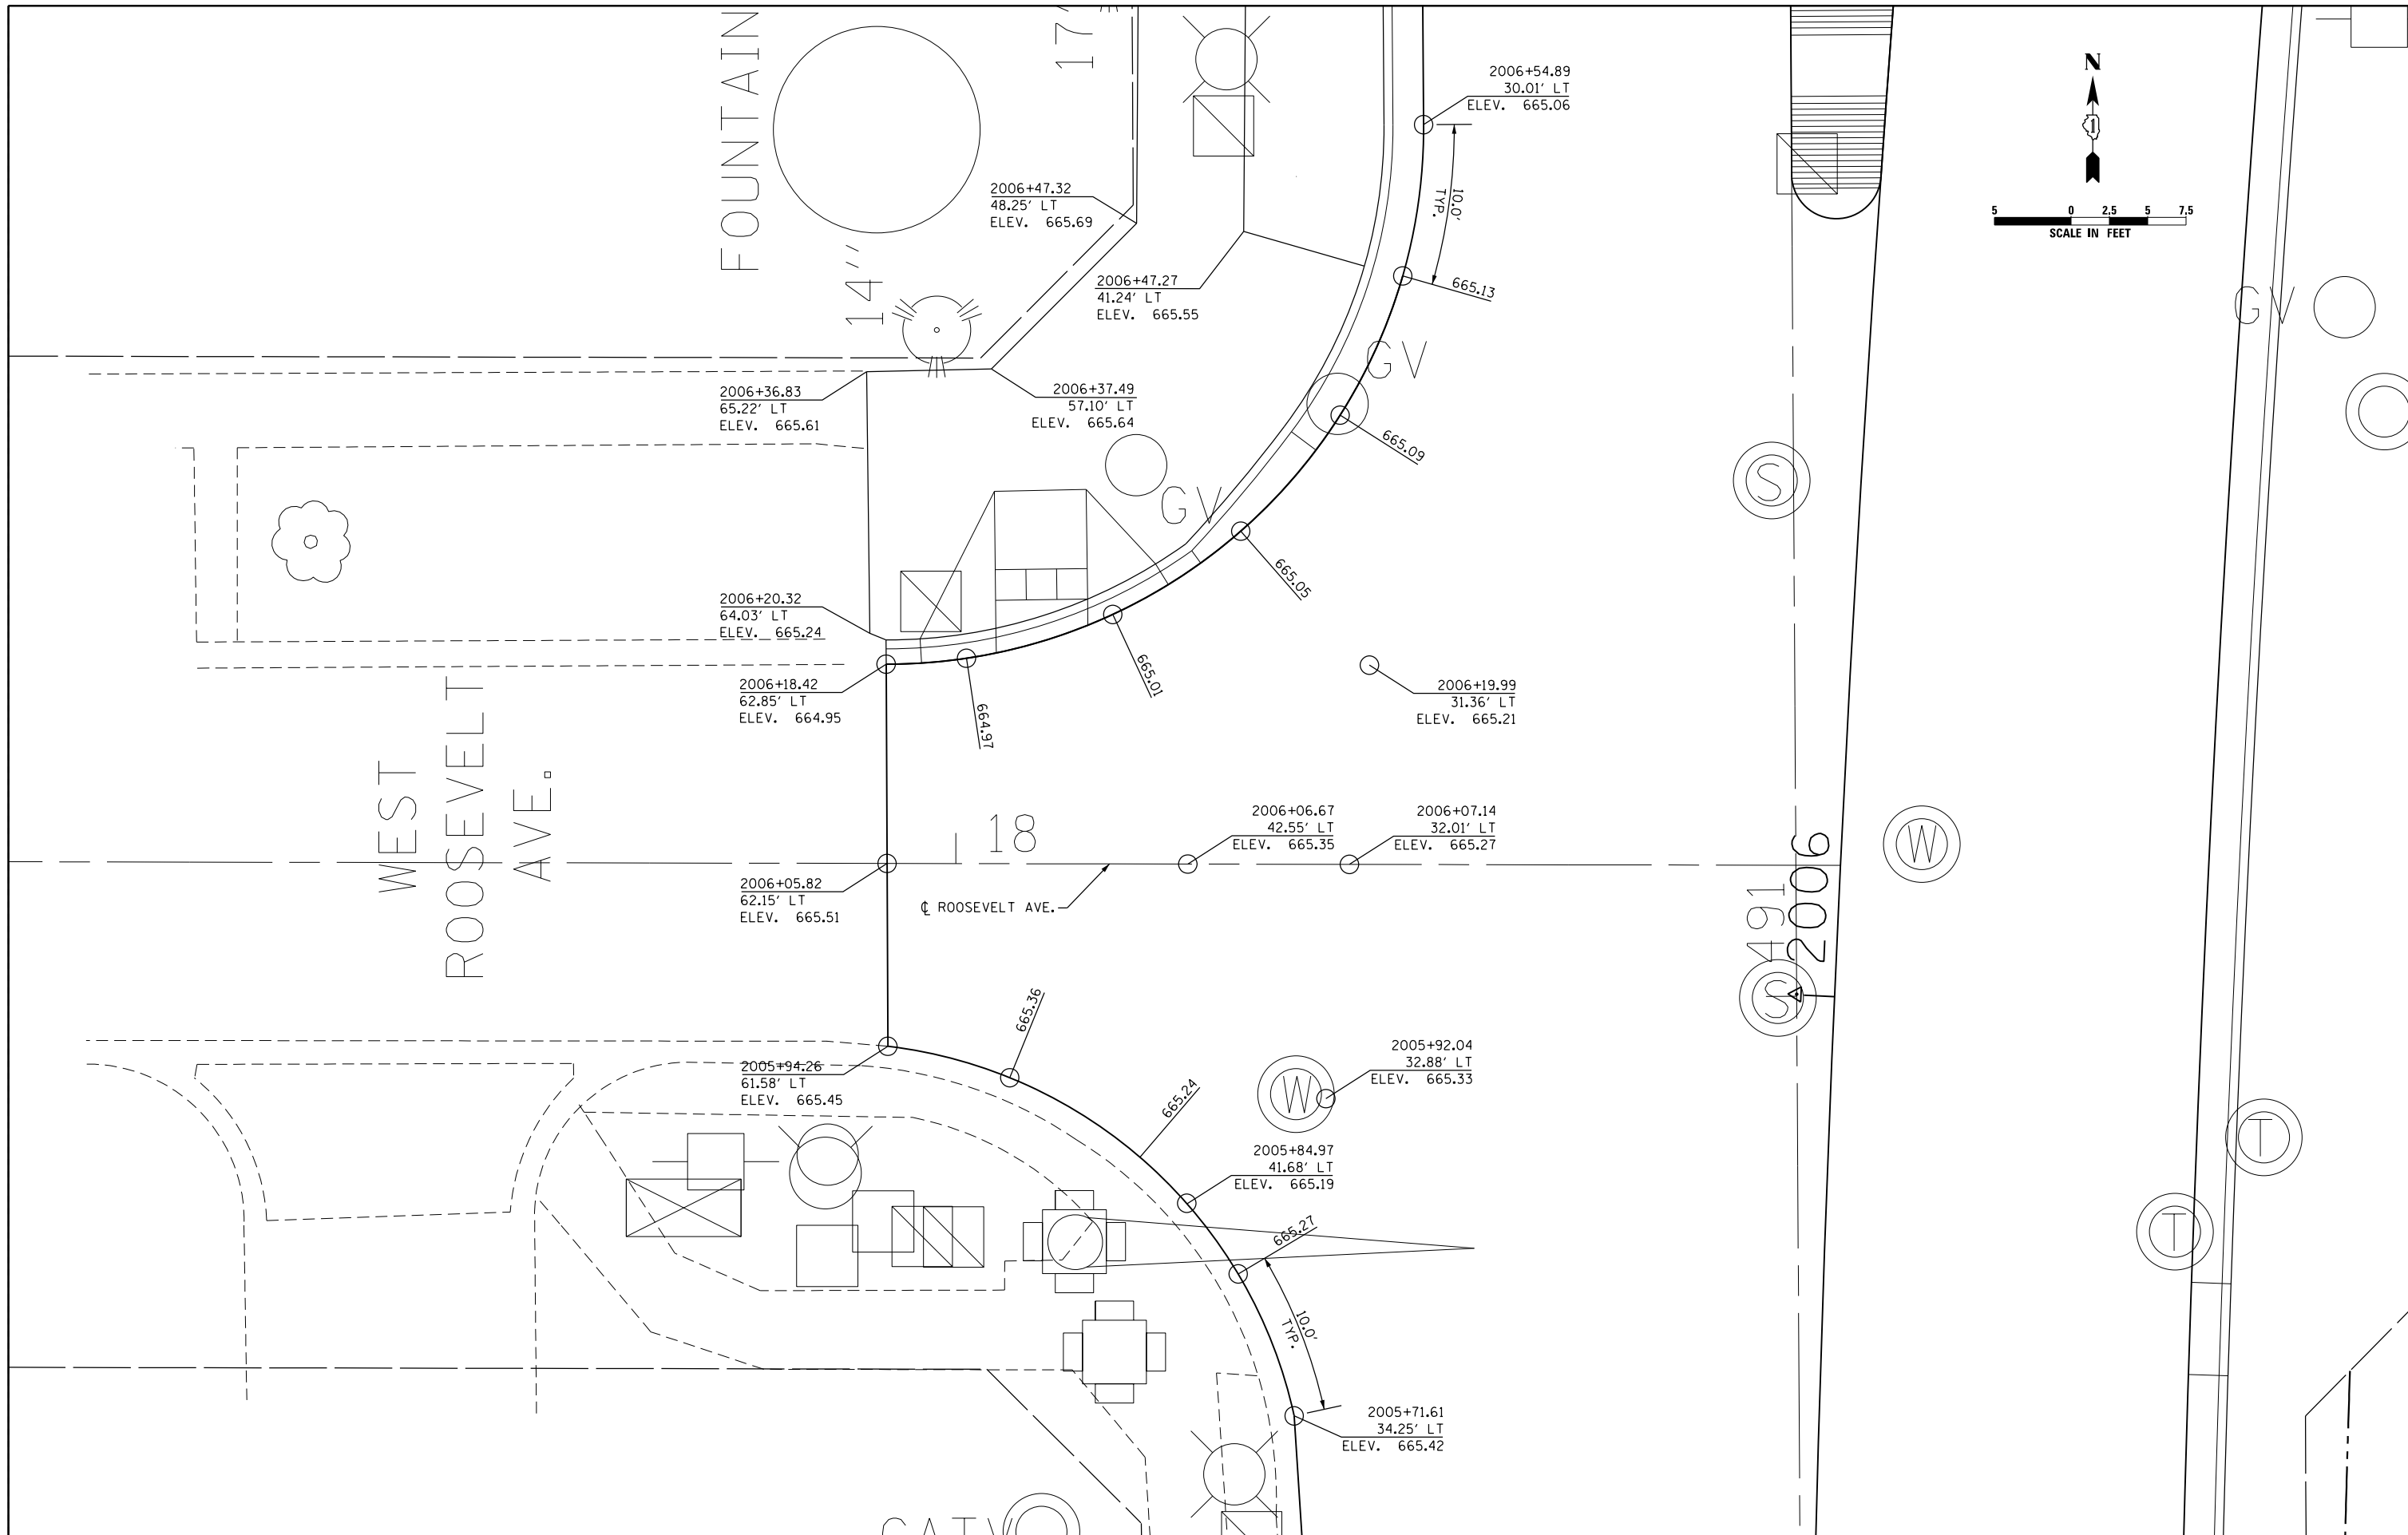 FOUNTAIN
17"
14''
2006+54.89
30.01' LT
ELEV. 665.06
N
1
10.0'
TYP.
5 0 2.5 5 7.5
SCALE IN FEET
2006+47.32
48.25' LT
ELEV. 665.69
2006+47.27
41.24' LT
ELEV. 665.55
665.13
GV
GV
2006+36.83
65.22' LT
ELEV. 665.61
2006+37.49
57.10' LT
ELEV. 665.64
665.09
GV
S
665.05
2006+20.32
64.03' LT
ELEV. 665.24
665.01
2006+18.42
62.85' LT
ELEV. 664.95
664.97
2006+19.99
31.36' LT
ELEV. 665.21
WEST
ROOSEVELT
AVE.
18
2006+06.67
42.55' LT
ELEV. 665.35
2006+07.14
32.01' LT
ELEV. 665.27
W
2006+05.82
62.15' LT
ELEV. 665.51
℄ ROOSEVELT AVE.
491
2006
S
665.36
2005+94.26
61.58' LT
ELEV. 665.45
665.24
W
2005+92.04
32.88' LT
ELEV. 665.33
T
2005+84.97
41.68' LT
ELEV. 665.19
665.27
T
10.0'
TYP.
2005+71.61
34.25' LT
ELEV. 665.42
CATV